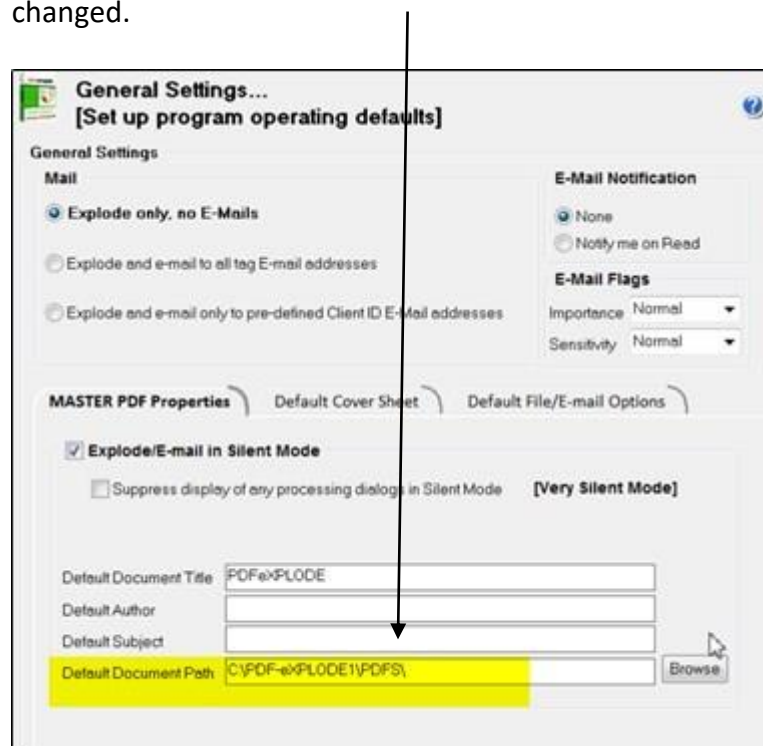 changed.
General Settings...
[Set up program operating defaults]
General Settings
Mail
Explode only, no E-Mails
Explode and e-mail to all tag E-mail addresses
Explode and e-mail only to pre-defined Client ID E-Mail addresses
E-Mail Notification
None
Notify me on Read
E-Mail Flags
Importance Normal
Sensitivity Normal
MASTER PDF Properties Default Cover Sheet Default File/E-mail Options
Explode/E-mail in Silent Mode
Suppress display of any processing dialogs in Silent Mode [Very Silent Mode]
Default Document Title PDFeXPLODE
Default Author
Default Subject
Default Document Path C:\PDF-eXPLODE1\PDFS\ Browse